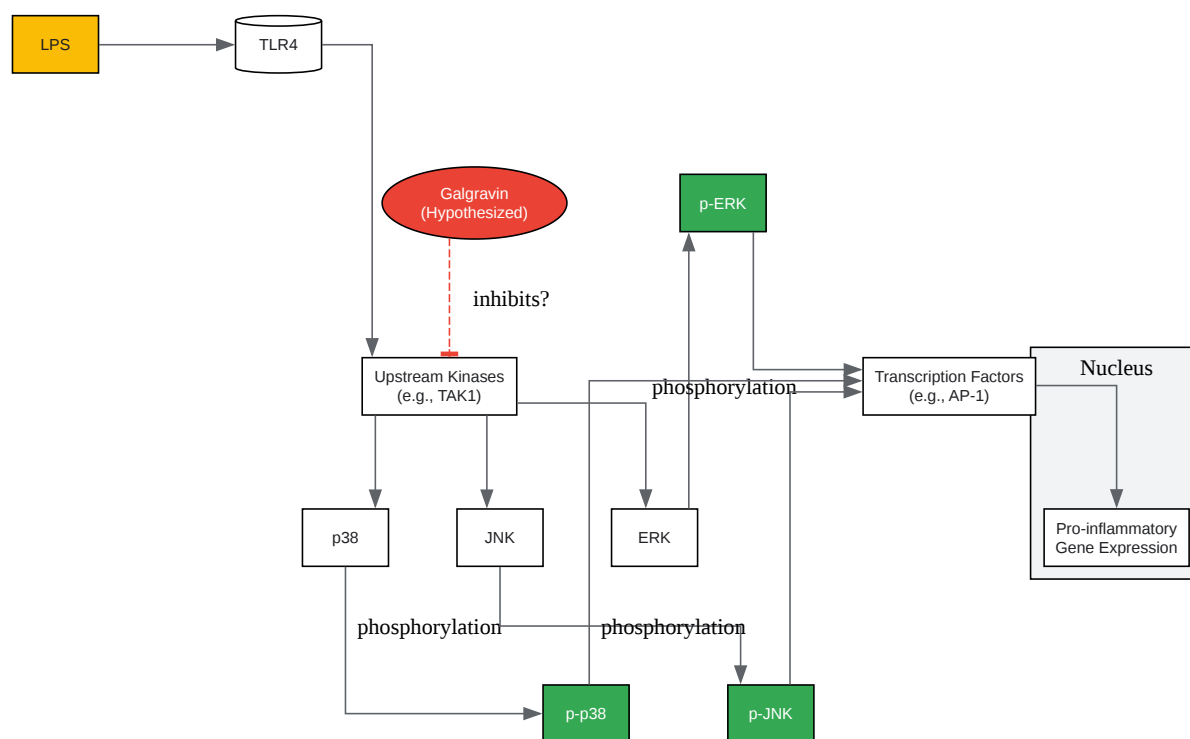 LPS
TLR4
Galgravin
(Hypothesized)
p-ERK
inhibits?
Upstream Kinases
(e.g., TAK1)
phosphorylation
Transcription Factors
(e.g., AP-1)
Nucleus
p38
JNK
ERK
Pro-inflammatory
Gene Expression
phosphorylation
phosphorylation
p-p38
p-JNK